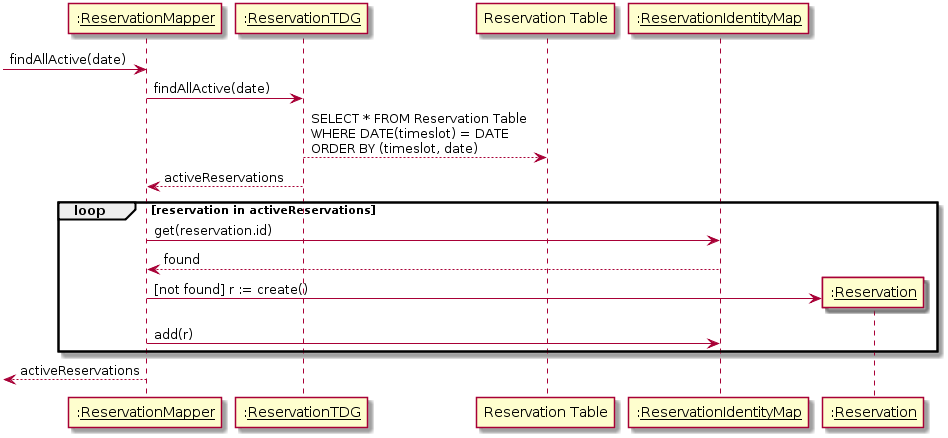 :ReservationMapper :ReservationTDG Reservation Table :ReservationIdentityMap
findAllActive(date)
findAllActive(date)
SELECT * FROM Reservation Table
WHERE DATE(timeslot) = DATE
ORDER BY (timeslot, date)
activeReservations
loop [reservation in activeReservations]
get(reservation.id)
found
[not found] r := create() :Reservation
add(r)
activeReservations
:ReservationMapper :ReservationTDG Reservation Table :ReservationIdentityMap :Reservation